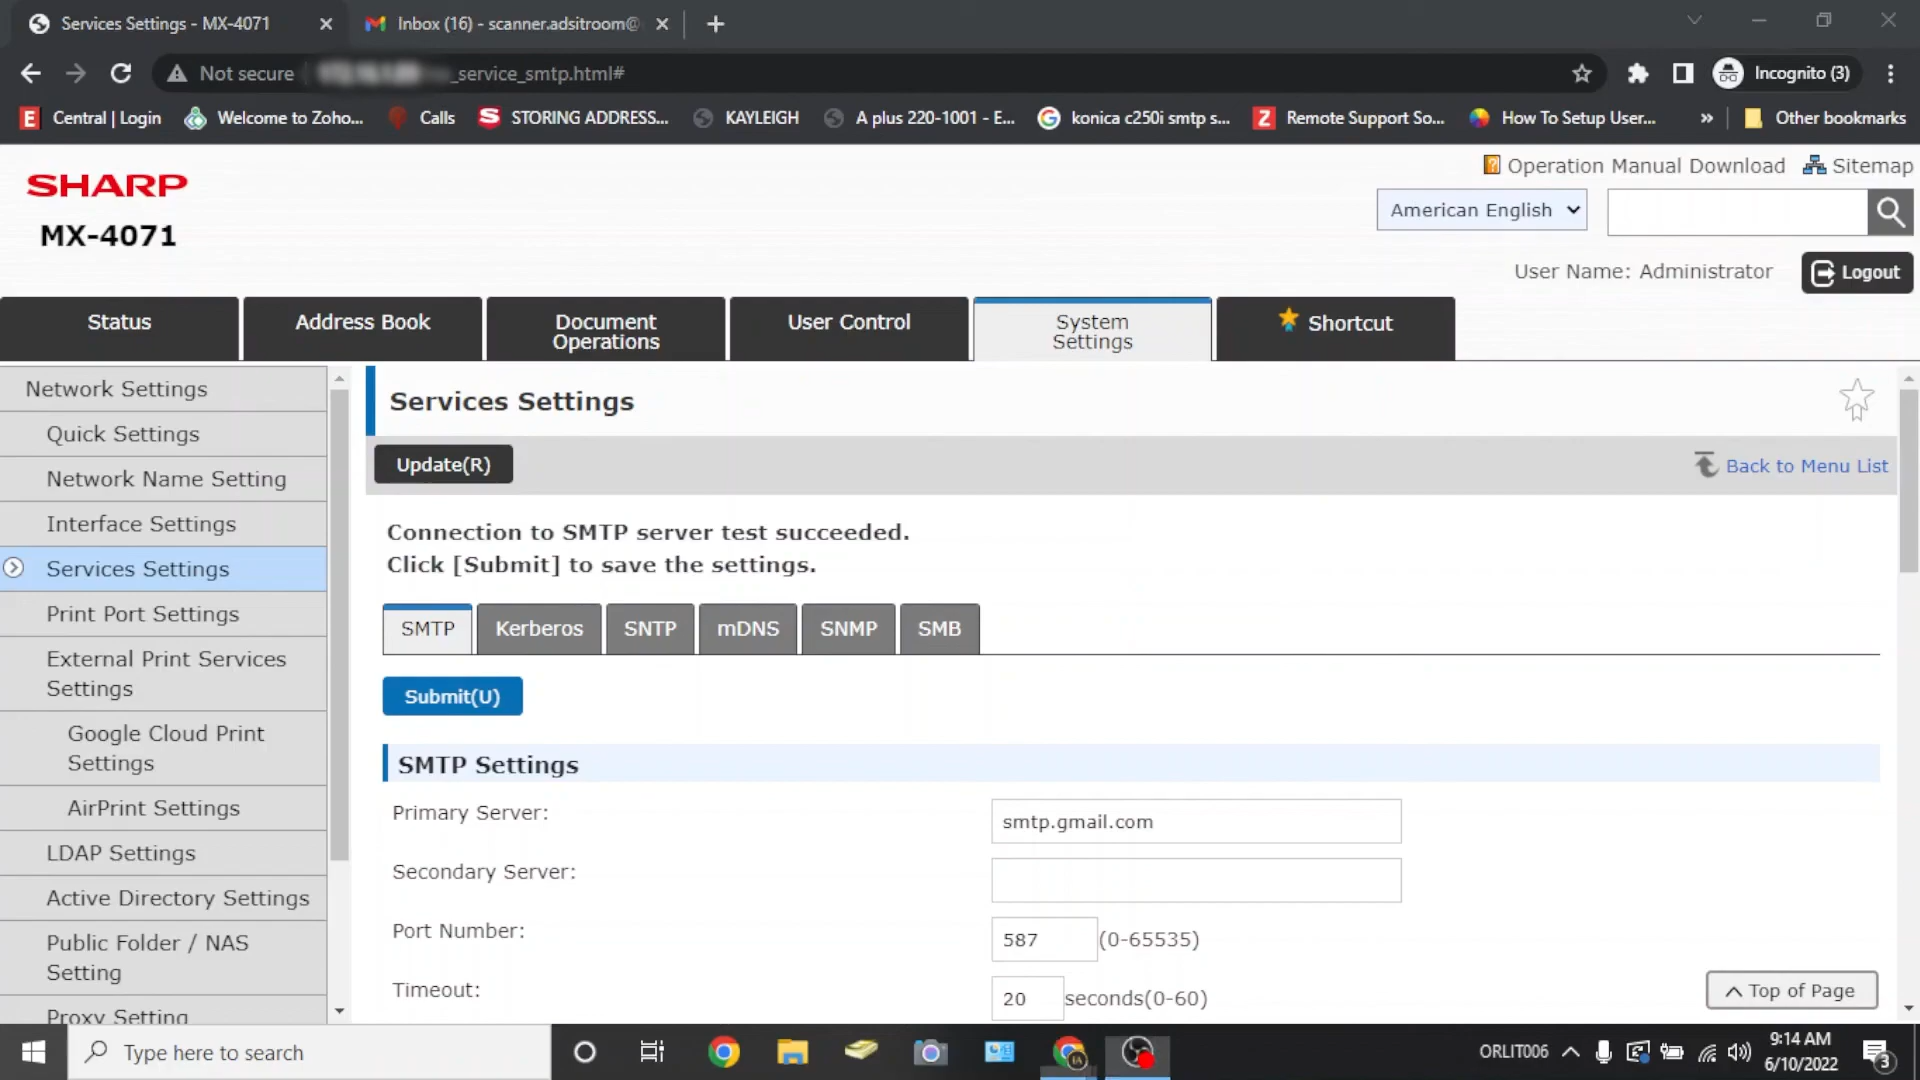 Services Settings - MX-4071
Inbox (16) - scanner.adsitroom@
Not secure
_service_smtp.html#
Incognito (3)
Central | Login
Welcome to Zoho...
Calls
STORING ADDRESS...
KAYLEIGH
A plus 220-1001 - E...
konica c250i smtp s...
Remote Support So...
How To Setup User...
»
Other bookmarks
SHARP
MX-4071
Operation Manual Download
Sitemap
American English
User Name: Administrator
Logout
Status
Address Book
Document
Operations
User Control
System
Settings
Shortcut
Network Settings
Quick Settings
Network Name Setting
Interface Settings
Services Settings
Print Port Settings
External Print Services
Settings
Google Cloud Print
Settings
AirPrint Settings
LDAP Settings
Active Directory Settings
Public Folder / NAS
Setting
Proxy Setting
Services Settings
Update(R)
Back to Menu List
Connection to SMTP server test succeeded.
Click [Submit] to save the settings.
SMTP
Kerberos
SNTP
mDNS
SNMP
SMB
Submit(U)
SMTP Settings
Primary Server:
smtp.gmail.com
Secondary Server:
Port Number:
587
(0-65535)
Timeout:
20
seconds(0-60)
Top of Page
Type here to search
ORLIT006
9:14 AM
6/10/2022
3